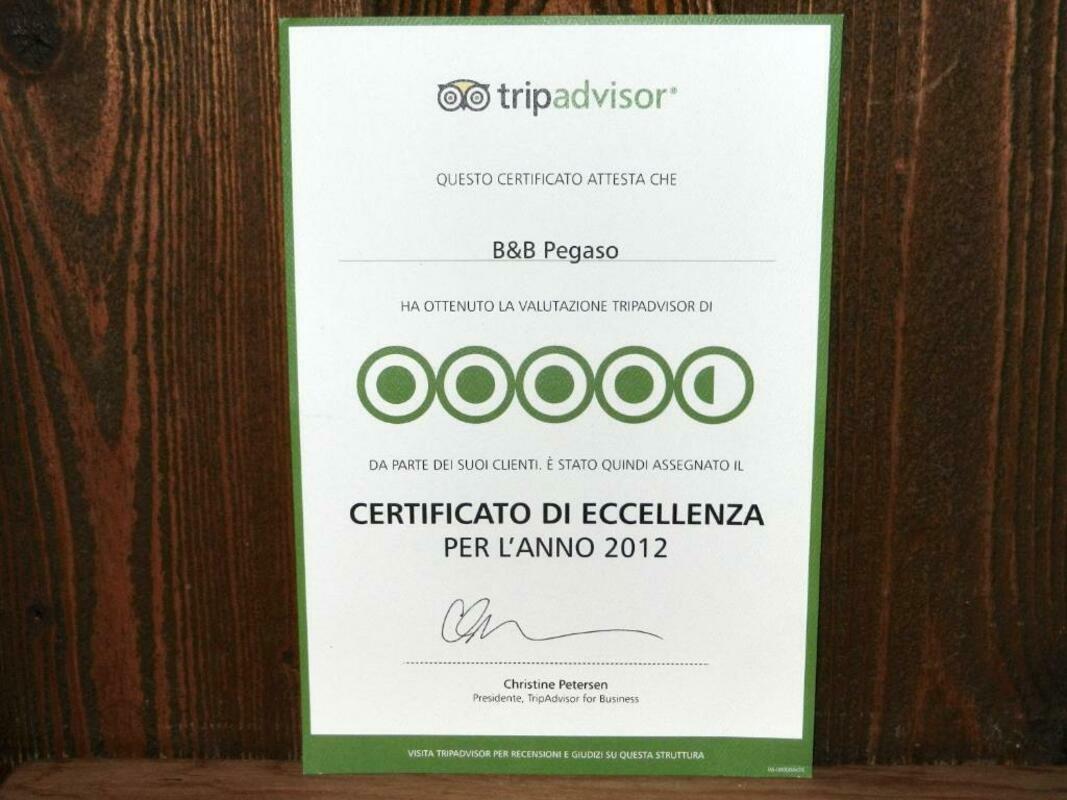 tripadvisor®
QUESTO CERTIFICATO ATTESTA CHE
B&B Pegaso
HA OTTENUTO LA VALUTAZIONE TRIPADVISOR DI
DA PARTE DEI SUOI CLIENTI. È STATO QUINDI ASSEGNATO IL
CERTIFICATO DI ECCELLENZA
PER L'ANNO 2012
Christine Petersen
Presidente, TripAdvisor for Business
VISITA TRIPADVISOR PER RECENSIONI E GIUDIZI SU QUESTA STRUTTURA